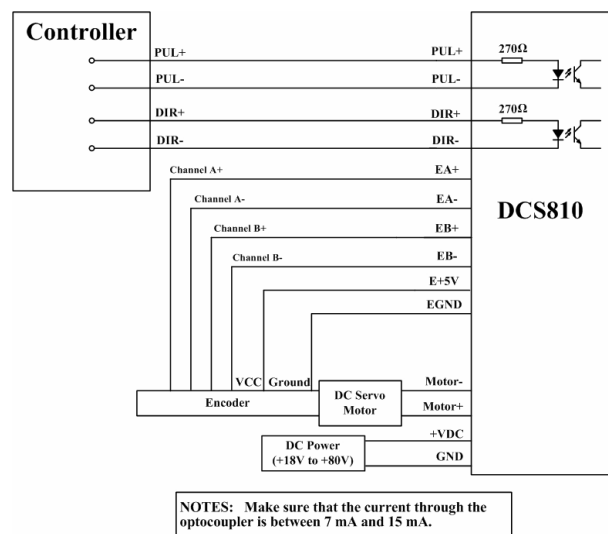 Controller
PUL+ PUL+ 270Ω
PUL- PUL-
DIR+ DIR+ 270Ω
DIR- DIR-
Channel A+ EA+
Channel A- EA-
DCS810
Channel B+ EB+
Channel B- EB-
E+5V
EGND
VCC Ground
Encoder
DC Servo
Motor
Motor-
Motor+
DC Power
(+18V to +80V)
+VDC
GND
NOTES: Make sure that the current through the
optocoupler is between 7 mA and 15 mA.